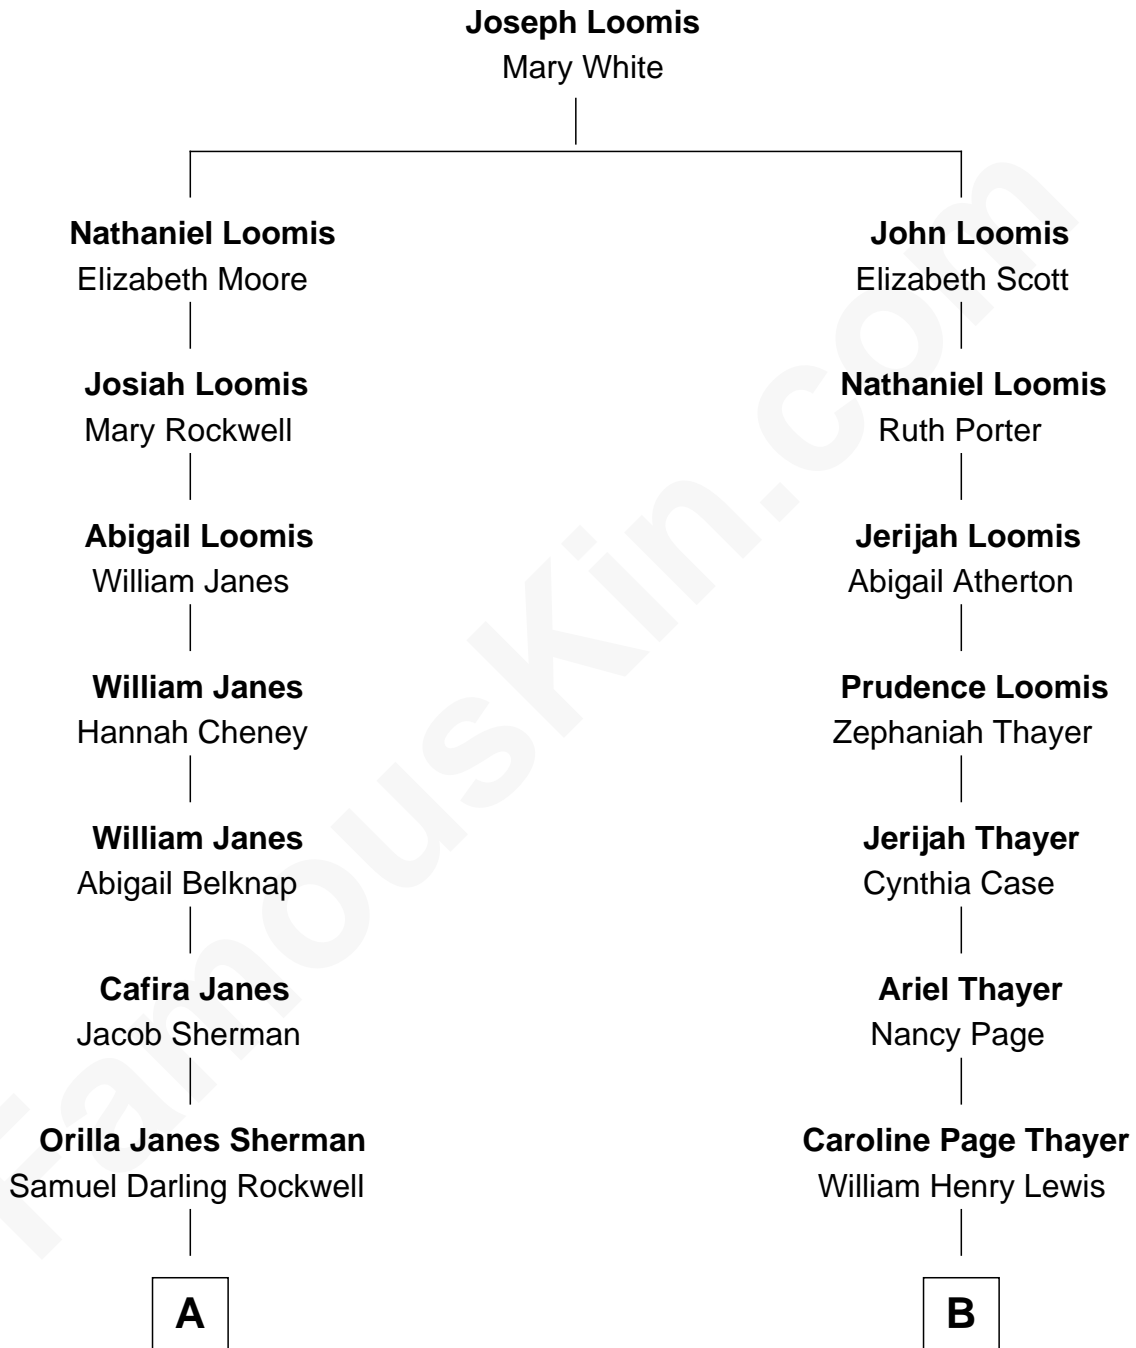 Joseph Loomis
Mary White
Nathaniel Loomis
Elizabeth Moore
Josiah Loomis
Mary Rockwell
Abigail Loomis
William Janes
William Janes
Hannah Cheney
William Janes
Abigail Belknap
Cafira Janes
Jacob Sherman
Orilla Janes Sherman
Samuel Darling Rockwell
A
John Loomis
Elizabeth Scott
Nathaniel Loomis
Ruth Porter
Jerijah Loomis
Abigail Atherton
Prudence Loomis
Zephaniah Thayer
Jerijah Thayer
Cynthia Case
Ariel Thayer
Nancy Page
Caroline Page Thayer
William Henry Lewis
B
FamousKin.com